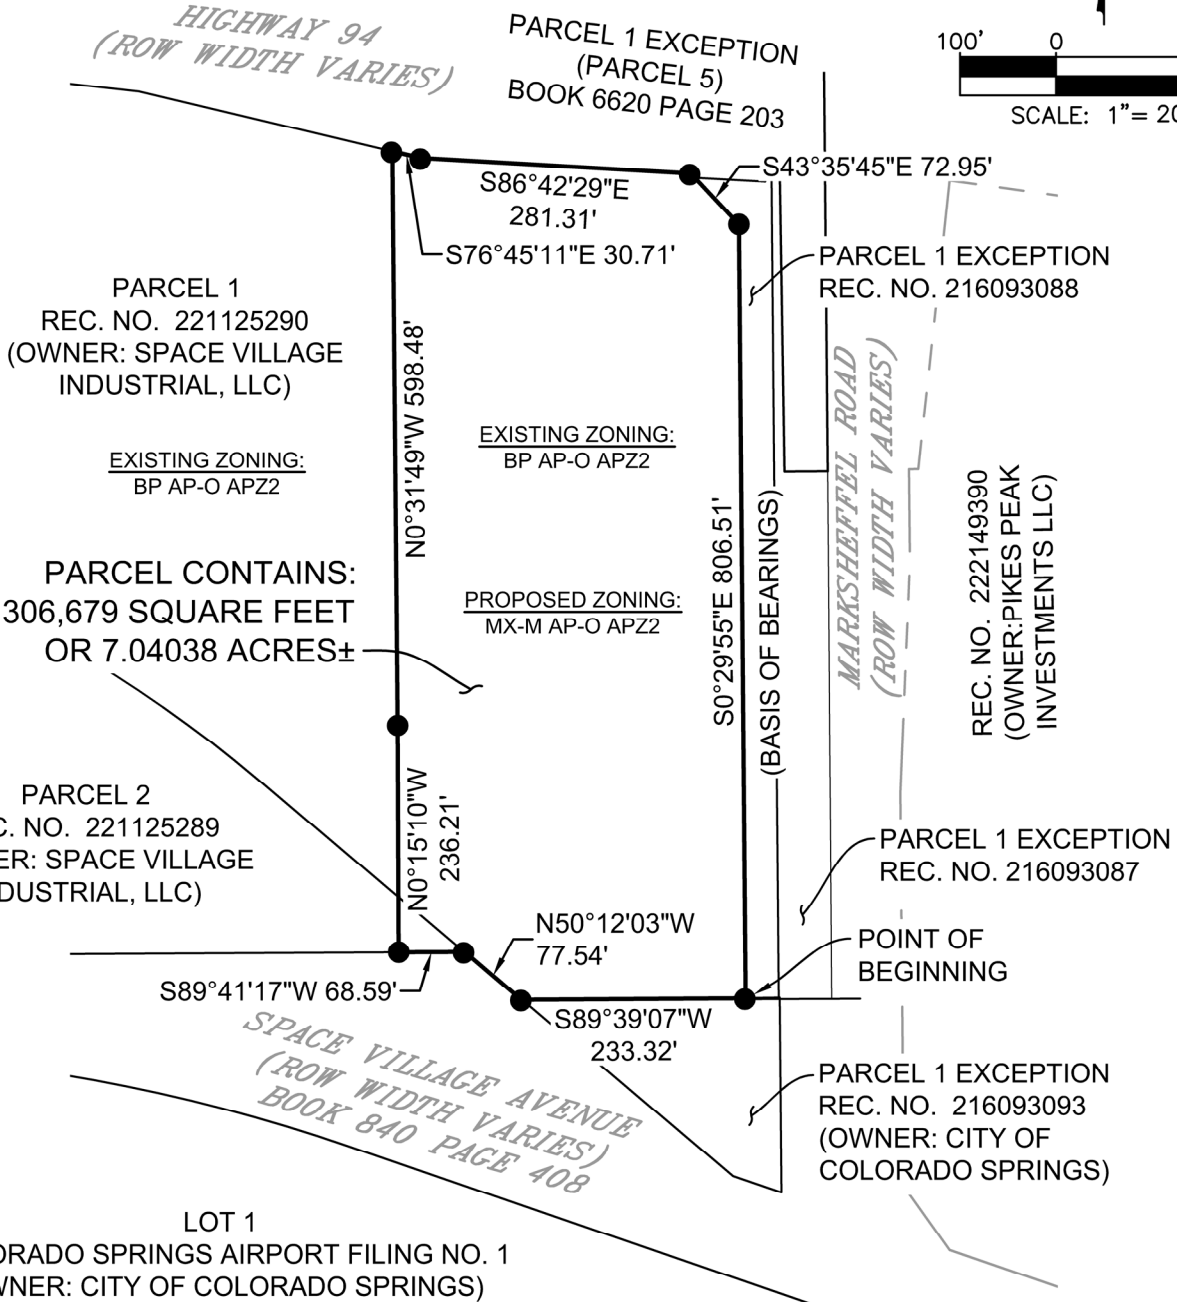 HIGHWAY 94
(ROW WIDTH VARIES)
PARCEL 1 EXCEPTION
(PARCEL 5)
BOOK 6620 PAGE 203
100'
0
SCALE: 1"= 20
S43°35'45"E 72.95'
S86°42'29"E
281.31'
S76°45'11"E 30.71'
PARCEL 1 EXCEPTION
REC. NO. 216093088
PARCEL 1
REC. NO. 221125290
(OWNER: SPACE VILLAGE
INDUSTRIAL, LLC)
N0°31'49"W 598.48'
MARKSHEFFEL ROAD
(ROW WIDTH VARIES)
EXISTING ZONING:
BP AP-O APZ2
EXISTING ZONING:
BP AP-O APZ2
REC. NO. 222149390
(OWNER:PIKES PEAK
INVESTMENTS LLC)
S0°29'55"E 806.51'
(BASIS OF BEARINGS)
PARCEL CONTAINS:
306,679 SQUARE FEET
OR 7.04038 ACRES±
PROPOSED ZONING:
MX-M AP-O APZ2
PARCEL 2
C. NO. 221125289
ER: SPACE VILLAGE
DUSTRIAL, LLC)
N0°15'10"W
236.21'
PARCEL 1 EXCEPTION
REC. NO. 216093087
N50°12'03"W
77.54'
POINT OF
BEGINNING
S89°41'17"W 68.59'
S89°39'07"W
233.32'
SPACE VILLAGE AVENUE
(ROW WIDTH VARIES)
BOOK 840 PAGE 408
PARCEL 1 EXCEPTION
REC. NO. 216093093
(OWNER: CITY OF
COLORADO SPRINGS)
LOT 1
ORADO SPRINGS AIRPORT FILING NO. 1
WNER: CITY OF COLORADO SPRINGS)